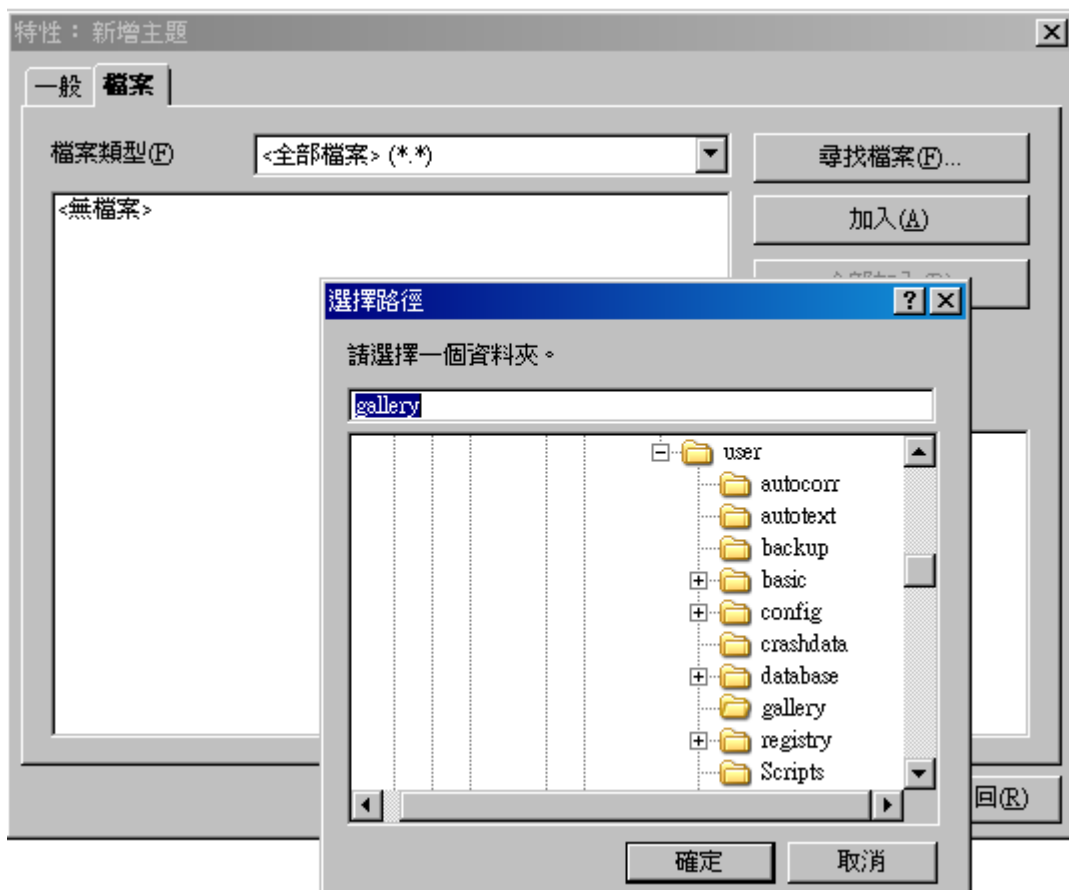 特性： 新增主題
一般 檔案
檔案類型(F)
<全部檔案> (*.*)
尋找檔案(F)...
<無檔案>
加入(A)
選擇路徑
請選擇一個資料夾。
gallery
user
autocorr
autotext
backup
basic
config
crashdata
database
gallery
registry
Scripts
回(R)
確定
取消